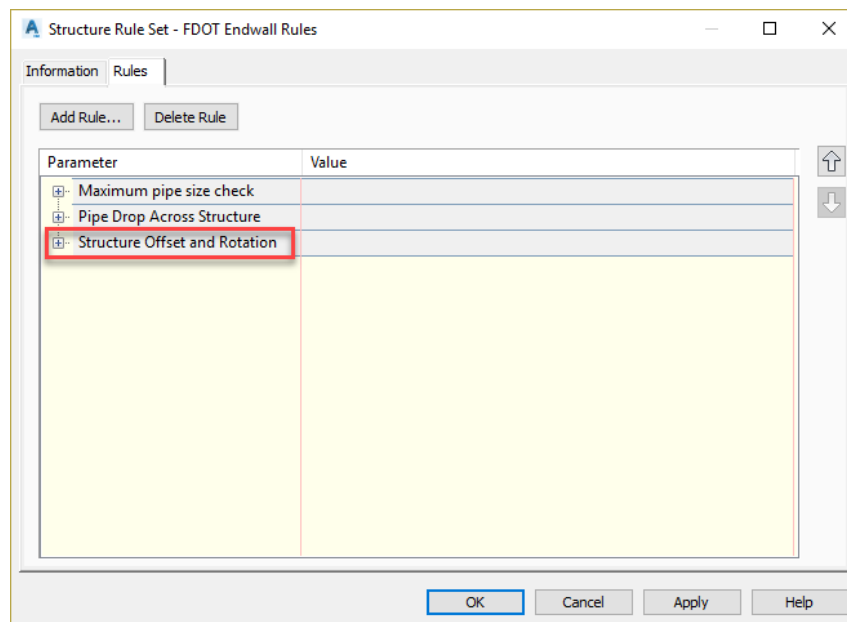 Structure Rule Set - FDOT Endwall Rules
Information Rules
Add Rule... Delete Rule
Parameter Value
Maximum pipe size check
Pipe Drop Across Structure
Structure Offset and Rotation
OK Cancel Apply Help